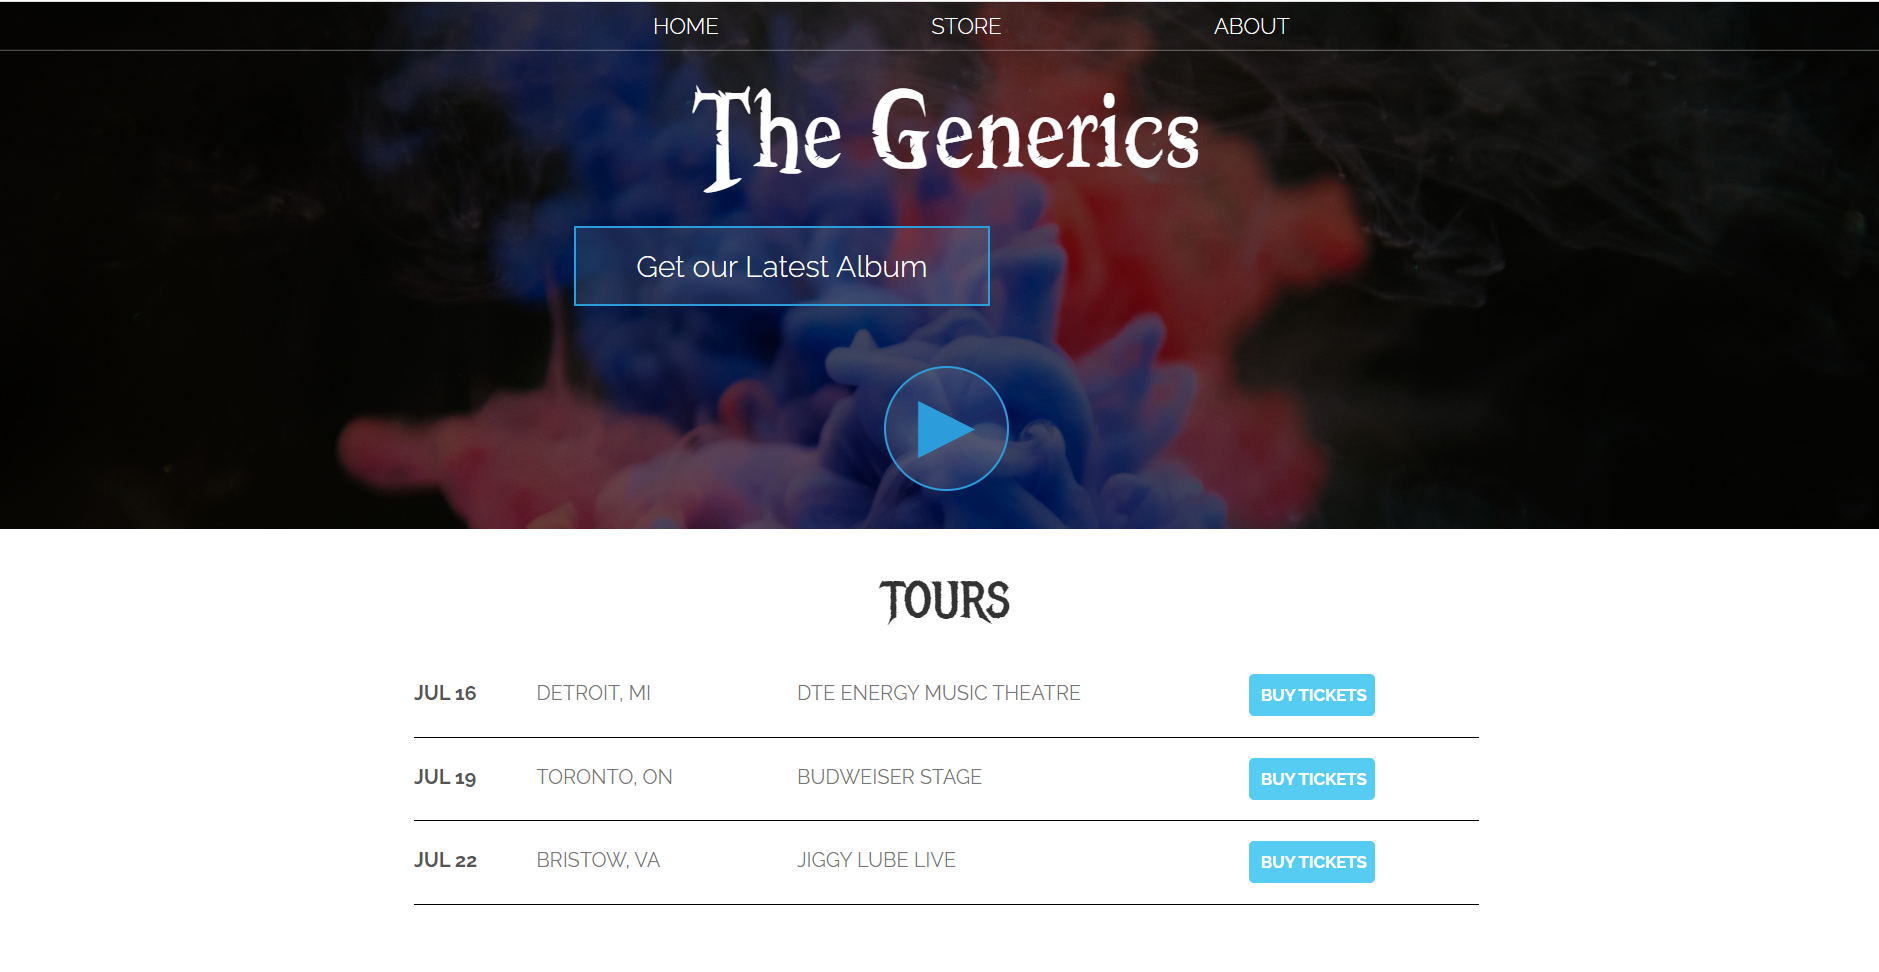 HOME STORE ABOUT
The Generics
Get our Latest Album
TOURS
JUL 16 DETROIT, MI DTE ENERGY MUSIC THEATRE BUY TICKETS
JUL 19 TORONTO, ON BUDWEISER STAGE BUY TICKETS
JUL 22 BRISTOW, VA JIGGY LUBE LIVE BUY TICKETS